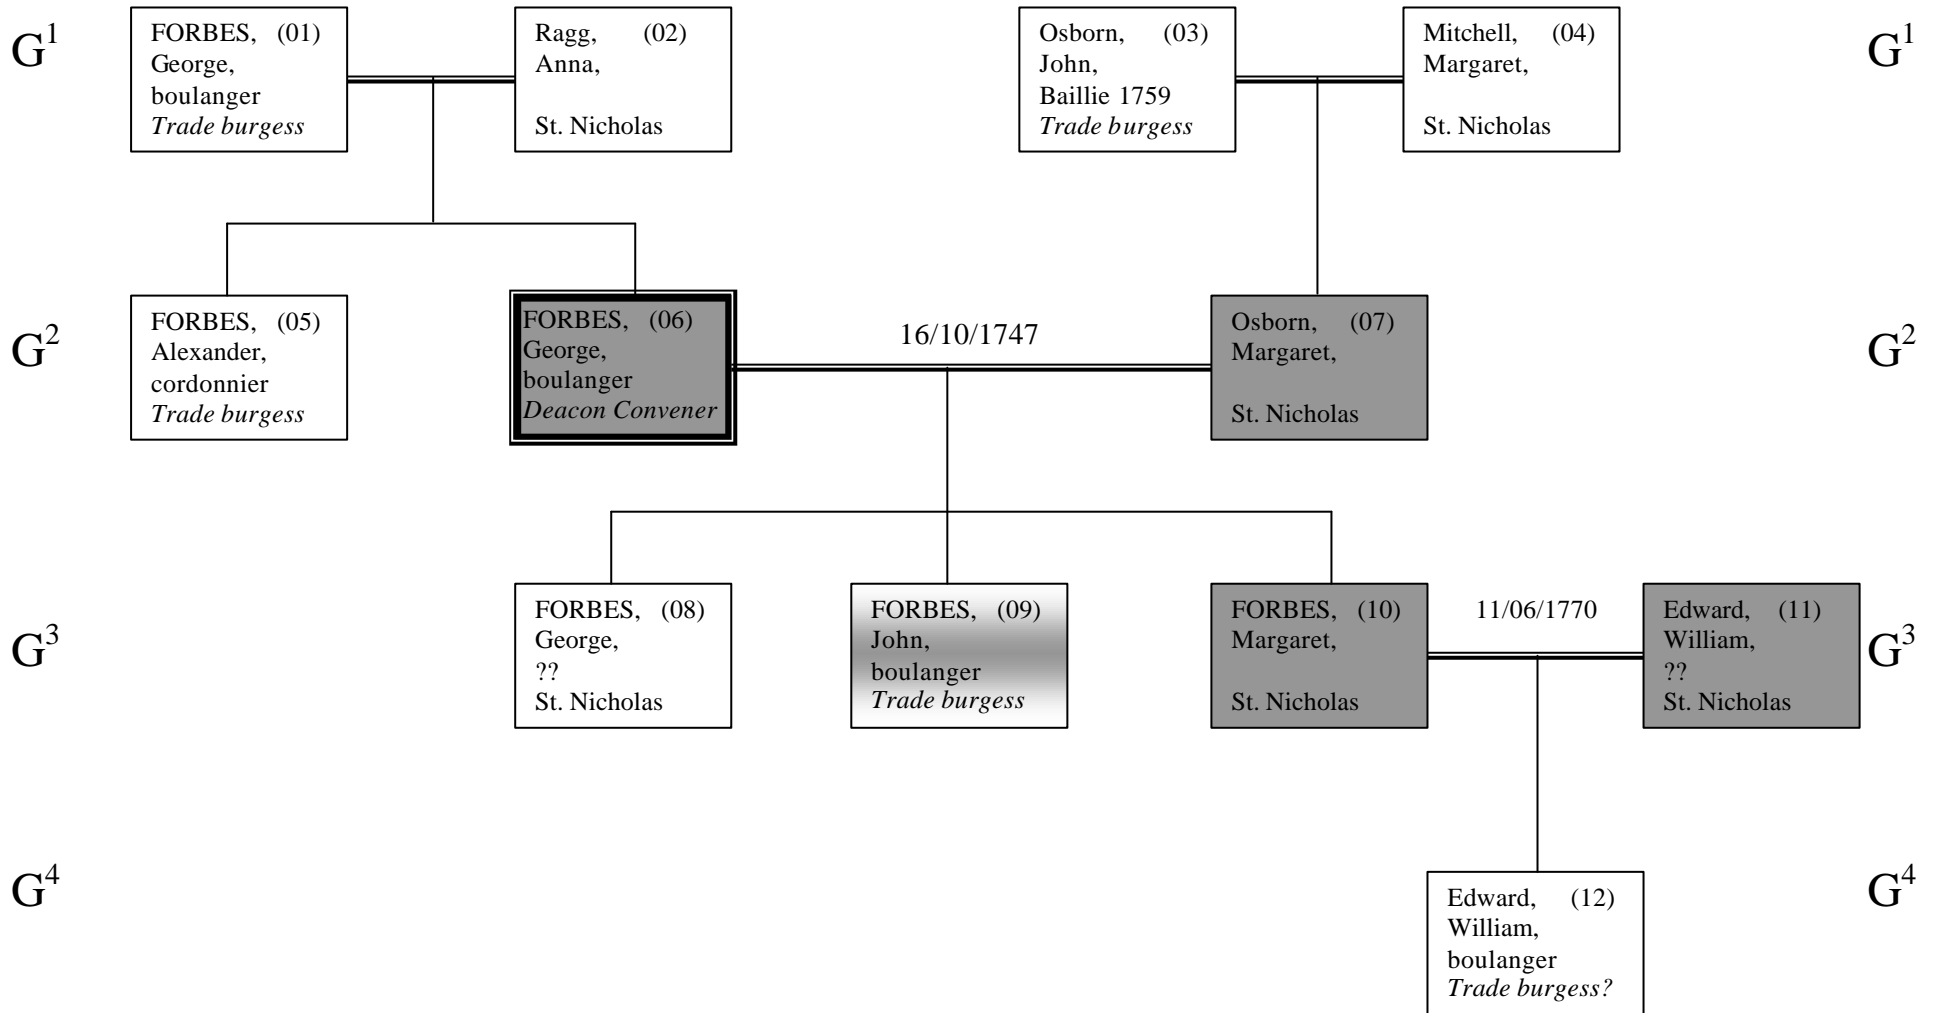 G¹
FORBES, (01)
George,
boulanger
Trade burgess
Ragg, (02)
Anna,
St. Nicholas
Osborn, (03)
John,
Baillie 1759
Trade burgess
Mitchell, (04)
Margaret,
St. Nicholas
G¹
G²
FORBES, (05)
Alexander,
cordonnier
Trade burgess
FORBES, (06)
George,
boulanger
Deacon Convener
16/10/1747
Osborn, (07)
Margaret,
St. Nicholas
G²
G³
FORBES, (08)
George,
??
St. Nicholas
FORBES, (09)
John,
boulanger
Trade burgess
FORBES, (10)
Margaret,
St. Nicholas
11/06/1770
Edward, (11)
William,
??
St. Nicholas
G³
G⁴
Edward, (12)
William,
boulanger
Trade burgess?
G⁴